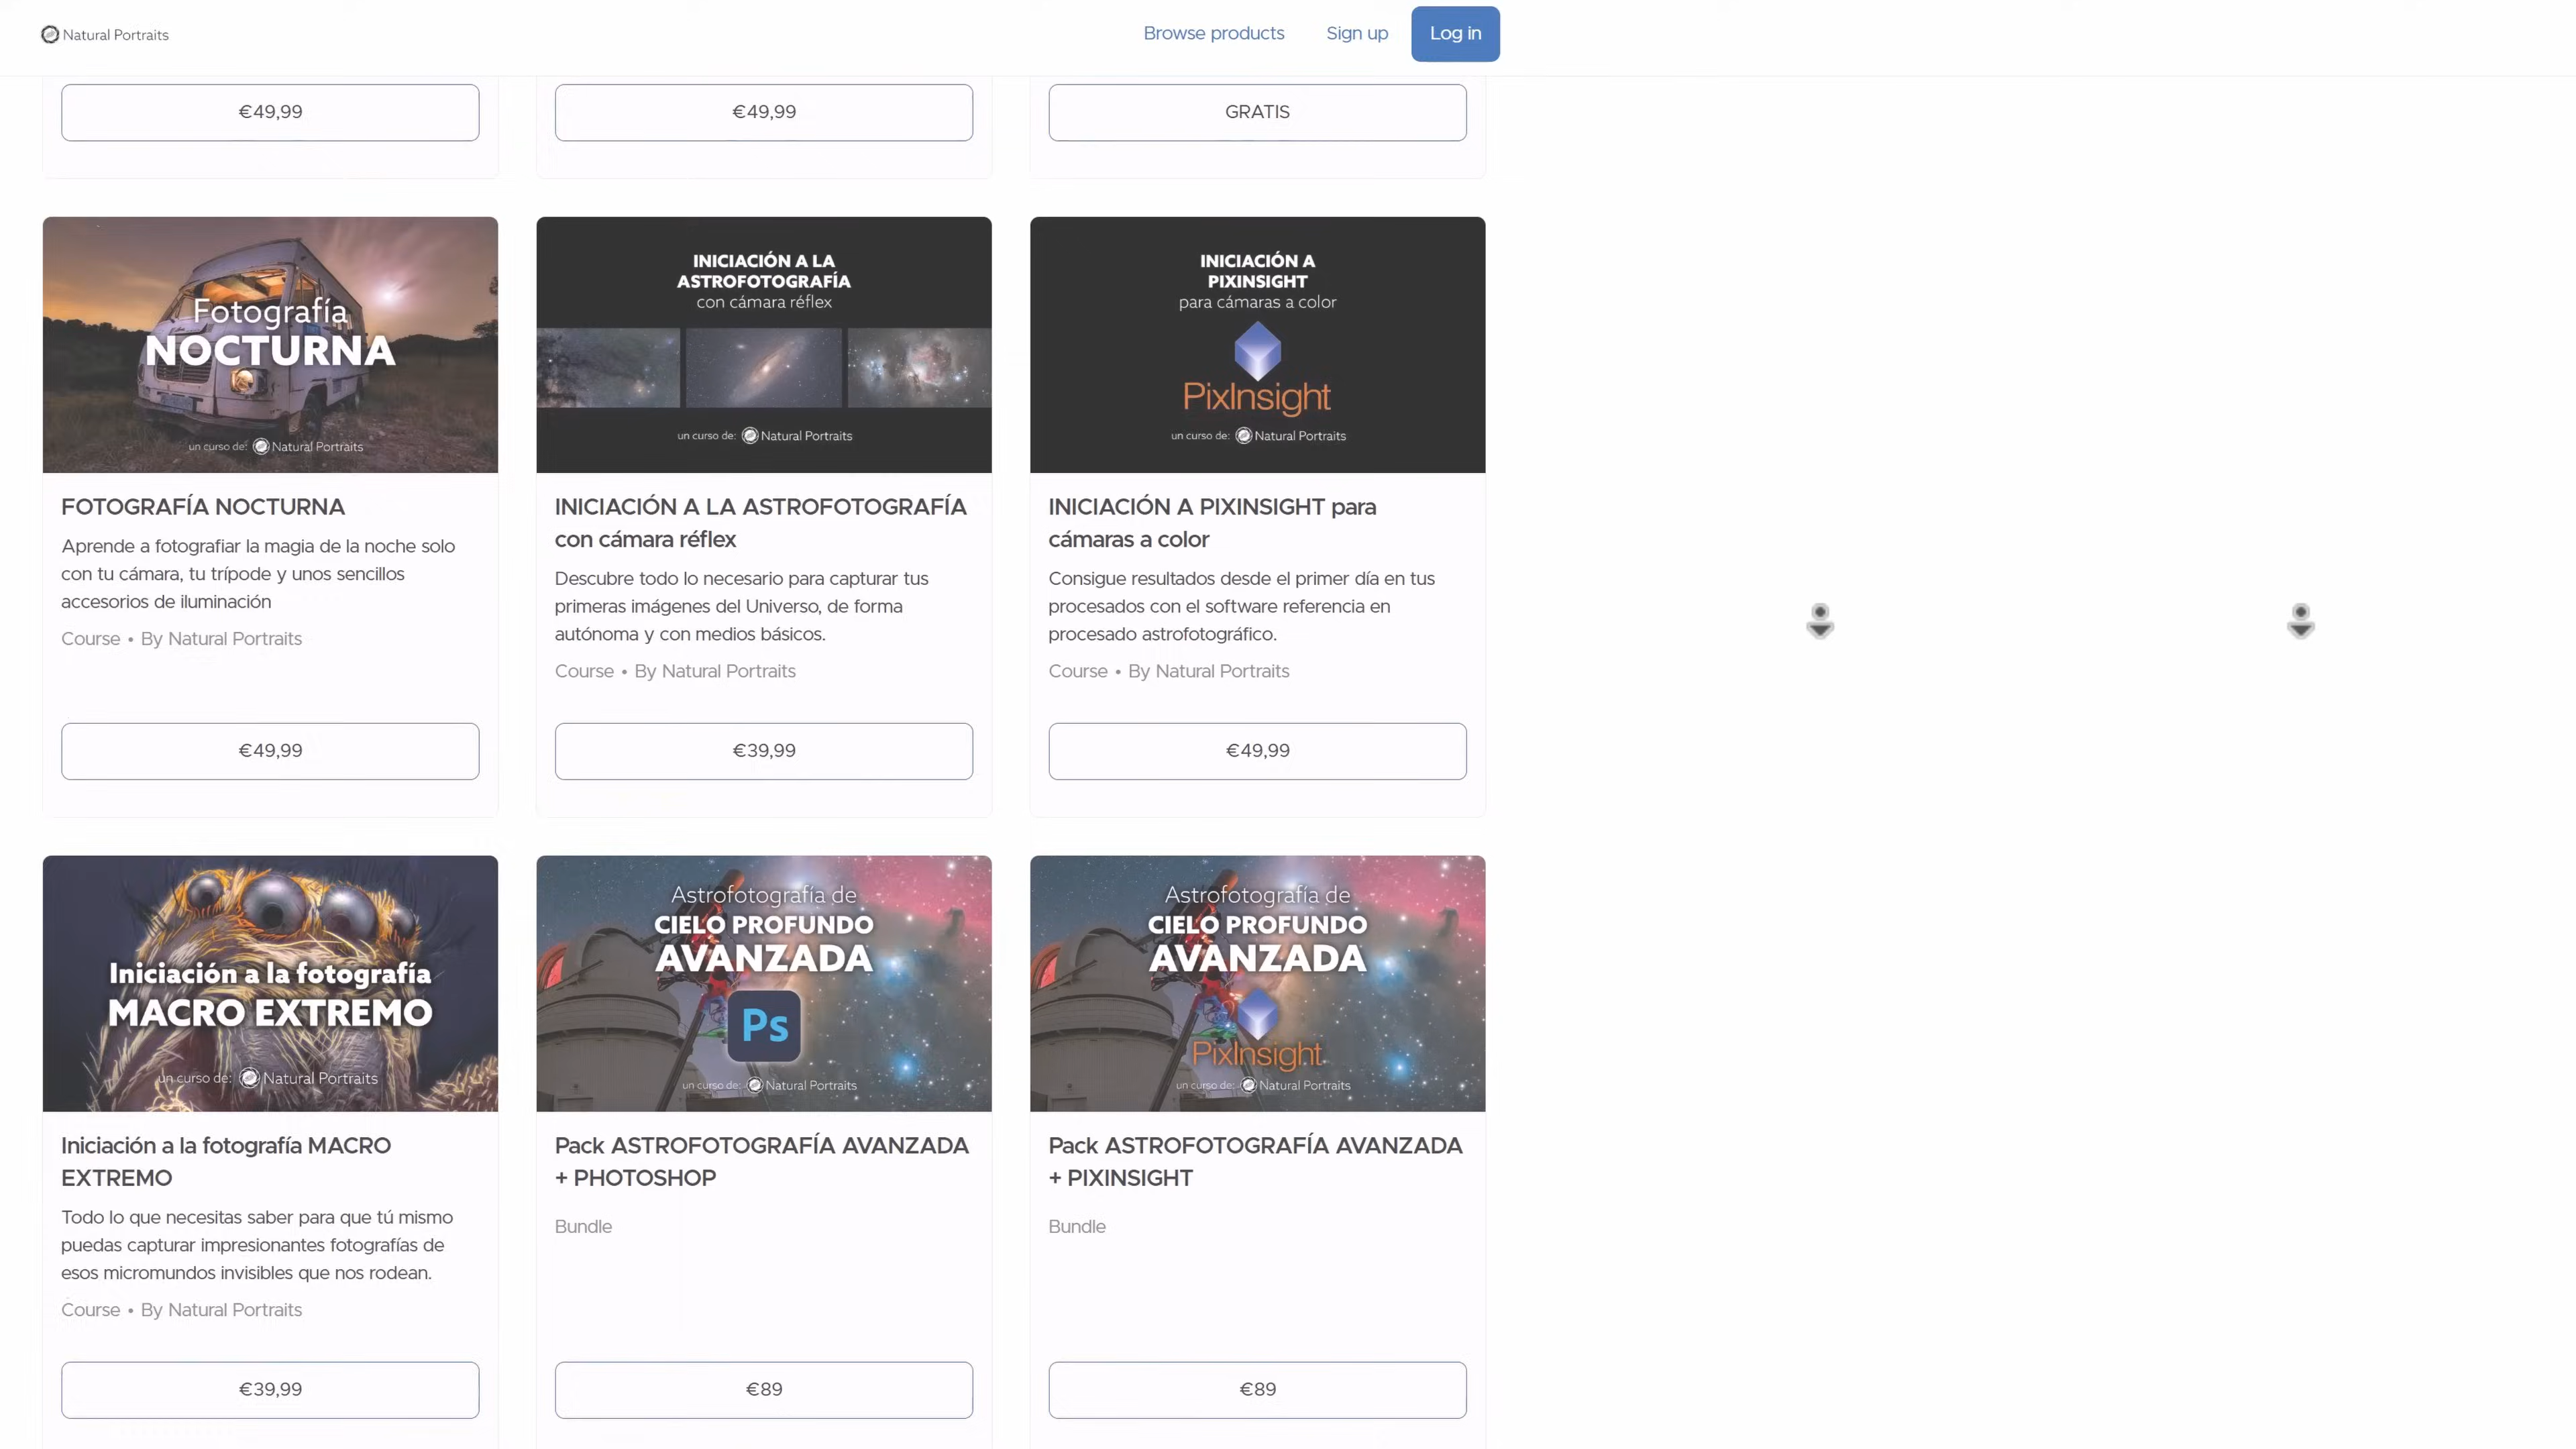 Natural Portraits
Browse products
Sign up
Log in
€49,99
€49,99
GRATIS
Fotografía
NOCTURNA
un curso de: Natural Portraits
FOTOGRAFÍA NOCTURNA
Aprende a fotografiar la magia de la noche solo
con tu cámara, tu trípode y unos sencillos
accesorios de iluminación
Course • By Natural Portraits
€49,99
INICIACIÓN A LA
ASTROFOTOGRAFÍA
con cámara réflex
un curso de: Natural Portraits
INICIACIÓN A LA ASTROFOTOGRAFÍA
con cámara réflex
Descubre todo lo necesario para capturar tus
primeras imágenes del Universo, de forma
autónoma y con medios básicos.
Course • By Natural Portraits
€39,99
INICIACIÓN A
PIXINSIGHT
para cámaras a color
PixInsight
un curso de: Natural Portraits
INICIACIÓN A PIXINSIGHT para
cámaras a color
Consigue resultados desde el primer día en tus
procesados con el software referencia en
procesado astrofotográfico.
Course • By Natural Portraits
€49,99
Iniciación a la fotografía
MACRO EXTREMO
un curso de: Natural Portraits
Iniciación a la fotografía MACRO
EXTREMO
Todo lo que necesitas saber para que tú mismo
puedas capturar impresionantes fotografías de
esos micromundos invisibles que nos rodean.
Course • By Natural Portraits
€39,99
Astrofotografía de
CIELO PROFUNDO
AVANZADA
Ps
un curso de: Natural Portraits
Pack ASTROFOTOGRAFÍA AVANZADA
+ PHOTOSHOP
Bundle
€89
Astrofotografía de
CIELO PROFUNDO
AVANZADA
PixInsight
un curso de: Natural Portraits
Pack ASTROFOTOGRAFÍA AVANZADA
+ PIXINSIGHT
Bundle
€89